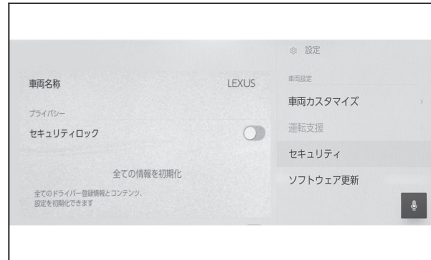 車両名称 LEXUS
プライバシー
セキュリティロック
全ての情報を初期化
全てのドライバー登録情報とコンテンツ、
設定を初期化できます
設定
車両設定
車両カスタマイズ
運転支援
セキュリティ
ソフトウェア更新